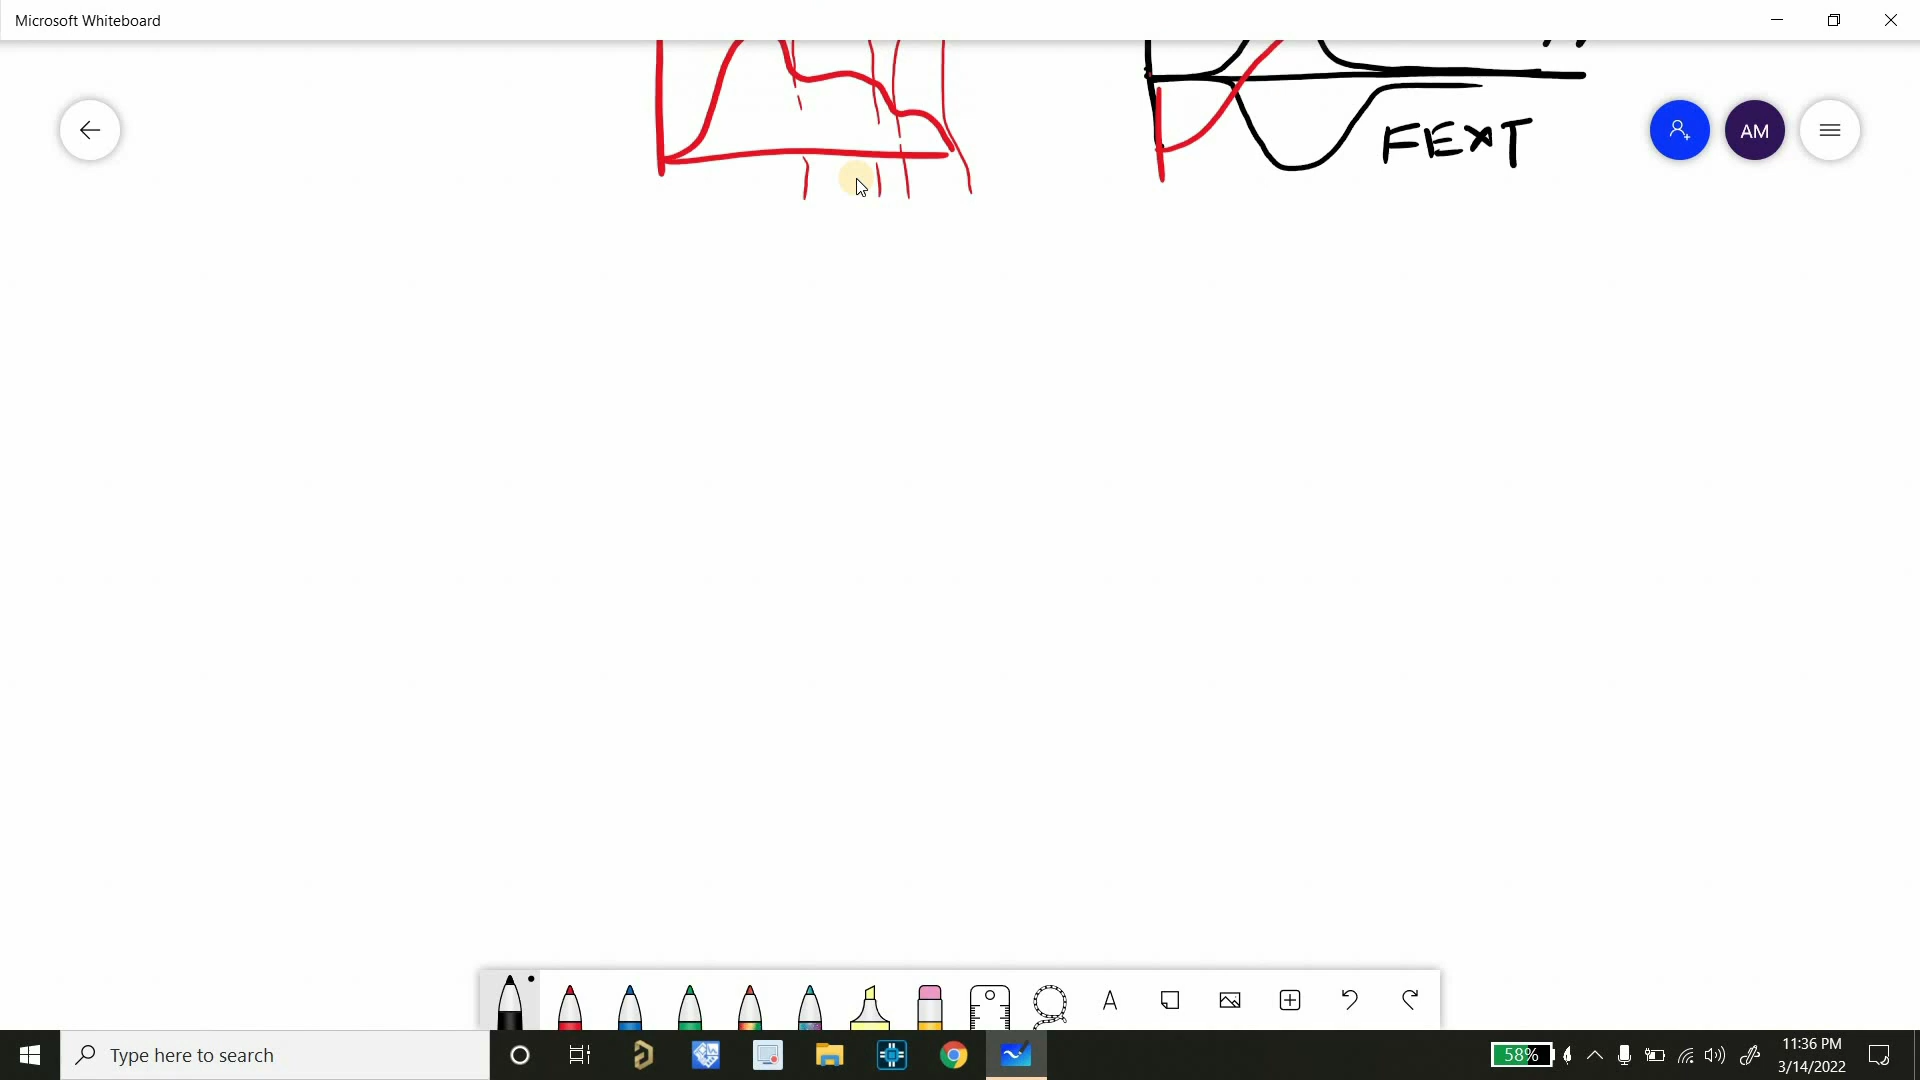 Microsoft Whiteboard
FEXT
AM
A
Type here to search
58%
11:36 PM
3/14/2022